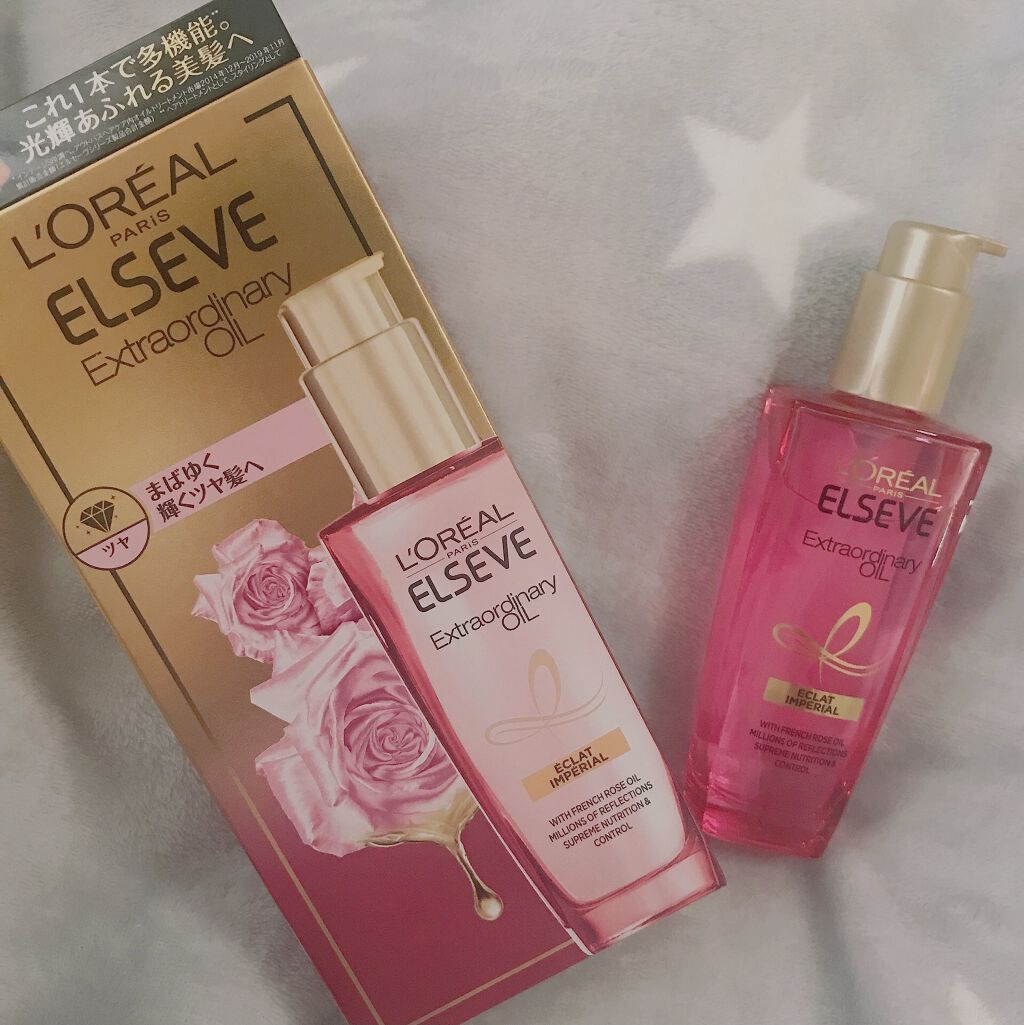 これ1本で多機能。
光輝あふれる美髪へ
L'ORÉAL
PARIS
ELSEVE
Extraordinary
OIL
まばゆく
輝くツヤ髪へ
ツヤ
L'ORÉAL
PARIS
ELSEVE
Extraordinary
OIL
ÉCLAT
IMPÉRIAL
WITH FRENCH ROSE OIL
MILLIONS OF REFLECTIONS
SUPREME NUTRITION &
CONTROL
L'ORÉAL
PARIS
ELSEVE
Extraordinary
OIL
ÉCLAT
IMPÉRIAL
WITH FRENCH ROSE OIL
MILLIONS OF REFLECTIONS
SUPREME NUTRITION &
CONTROL